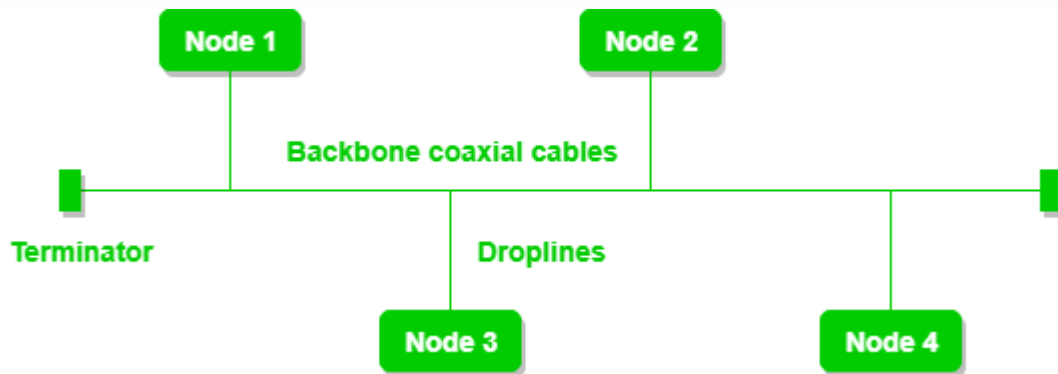 Node 1
Node 2
Backbone coaxial cables
Terminator
Droplines
Node 3
Node 4